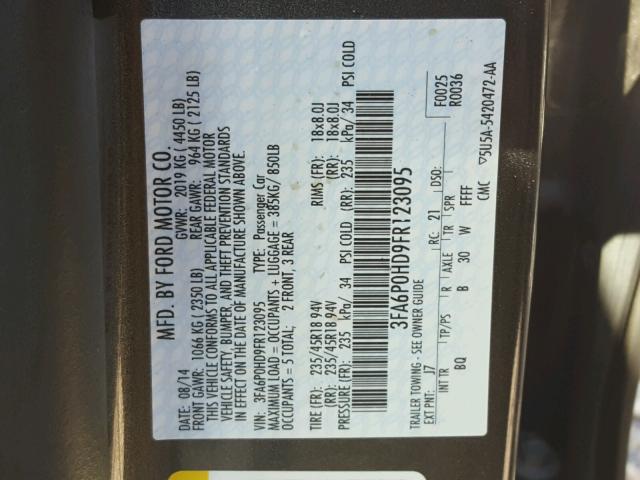 MFD. BY FORD MOTOR CO.
DATE: 08/14 GVWR: 2019 KG ( 4450 LB)
FRONT GAWR: 1066 KG ( 2350 LB) REAR GAWR: 964 KG ( 2125 LB)
THIS VEHICLE CONFORMS TO ALL APPLICABLE FEDERAL MOTOR
VEHICLE SAFETY, BUMPER, AND THEFT PREVENTION STANDARDS
IN EFFECT ON THE DATE OF MANUFACTURE SHOWN ABOVE.
VIN: 3FA6P0HD9FR123095 TYPE: Passenger Car
MAXIMUM LOAD = OCCUPANTS + LUGGAGE = 385KG/ 850LB
OCCUPANTS = 5 TOTAL: 2 FRONT, 3 REAR
TIRE (FR): 235/45R18 94V RIMS (FR): 18x8.0J
(RR): 235/45R18 94V (RR): 18x8.0J
PRESSURE (FR): 235 kPa/ 34 PSI COLD (RR): 235 kPa/ 34 PSI COLD
3FA6P0HD9FR123095
F0025
R0036
TRAILER TOWING - SEE OWNER GUIDE
EXT PNT: J7 RC: 21 DSO:
INT TR TP/PS R AXLE TR SPR
BQ B 30 W FFFF
CMC ▽5U5A-5420472-AA